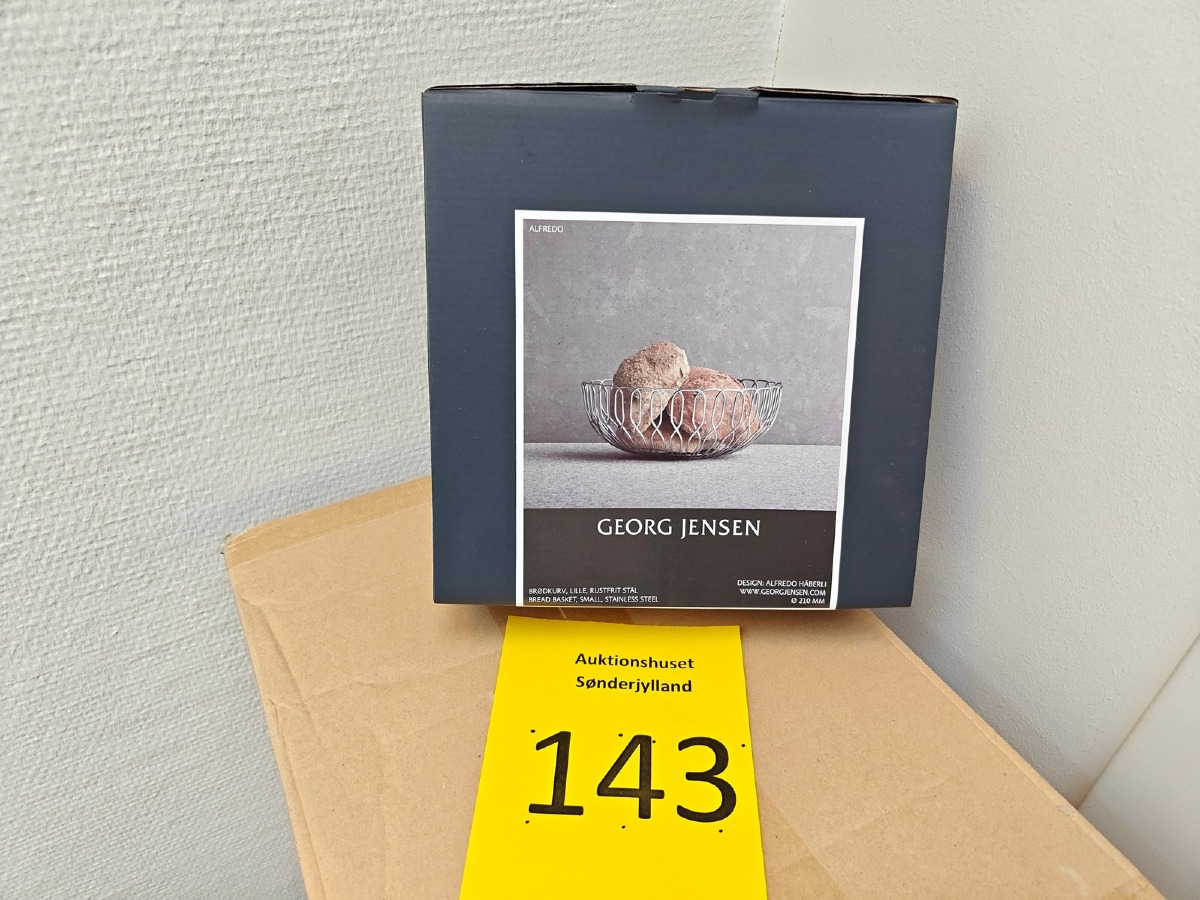 ALFREDO
GEORG JENSEN
BRØDKURV, LILLE, RUSTFRIT STÅL
BREAD BASKET, SMALL, STAINLESS STEEL
DESIGN: ALFREDO HÄBERLI
WWW.GEORGJENSEN.COM
Ø 210 MM
Auktionshuset
Sønderjylland
143